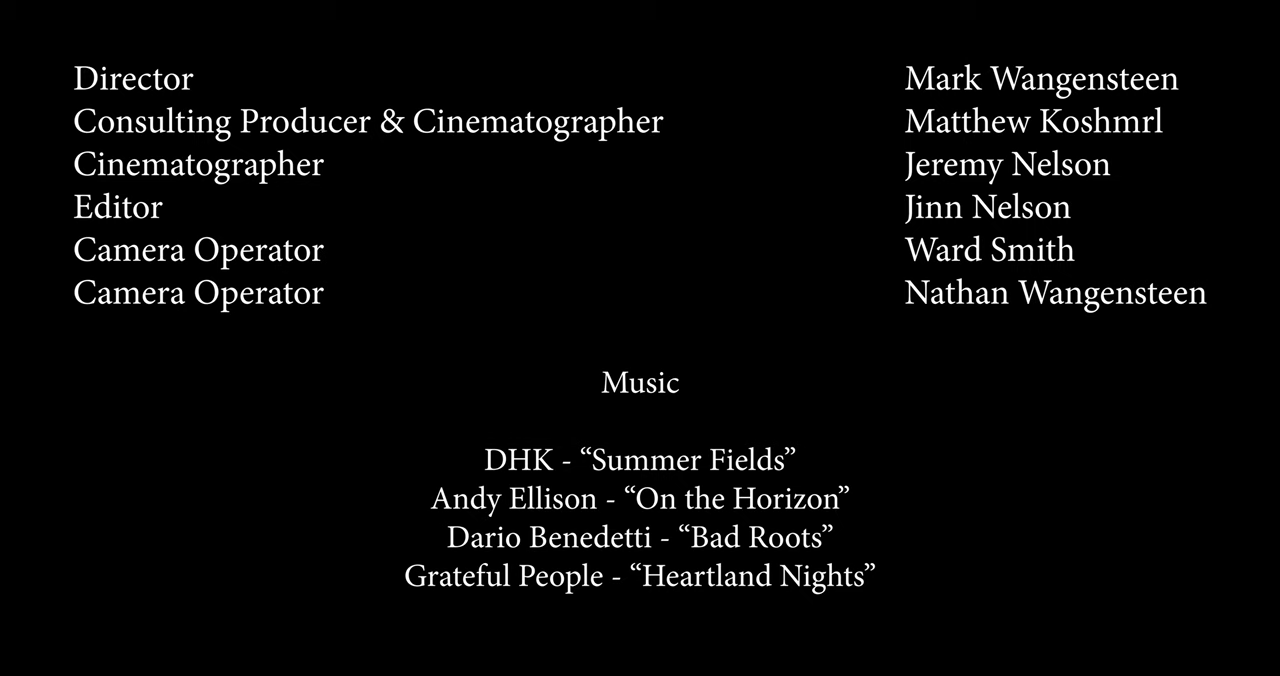 Director Mark Wangensteen
Consulting Producer & Cinematographer Matthew Koshmrl
Cinematographer Jeremy Nelson
Editor Jinn Nelson
Camera Operator Ward Smith
Camera Operator Nathan Wangensteen
Music
DHK - “Summer Fields”
Andy Ellison - “On the Horizon”
Dario Benedetti - “Bad Roots”
Grateful People - “Heartland Nights”